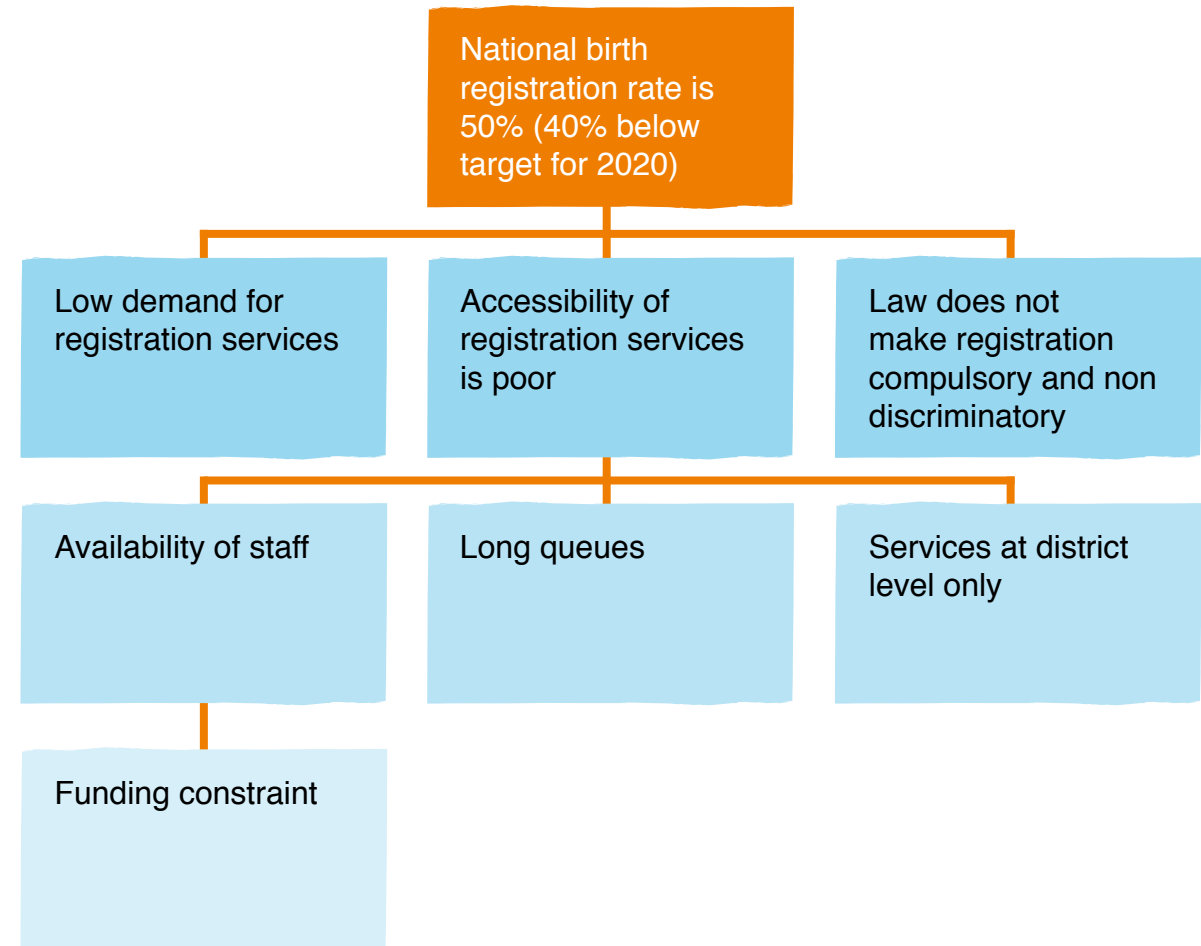 National birth
registration rate is
50% (40% below
target for 2020)
Low demand for
registration services
Accessibility of
registration services
is poor
Law does not
make registration
compulsory and non
discriminatory
Availability of staff
Long queues
Services at district
level only
Funding constraint